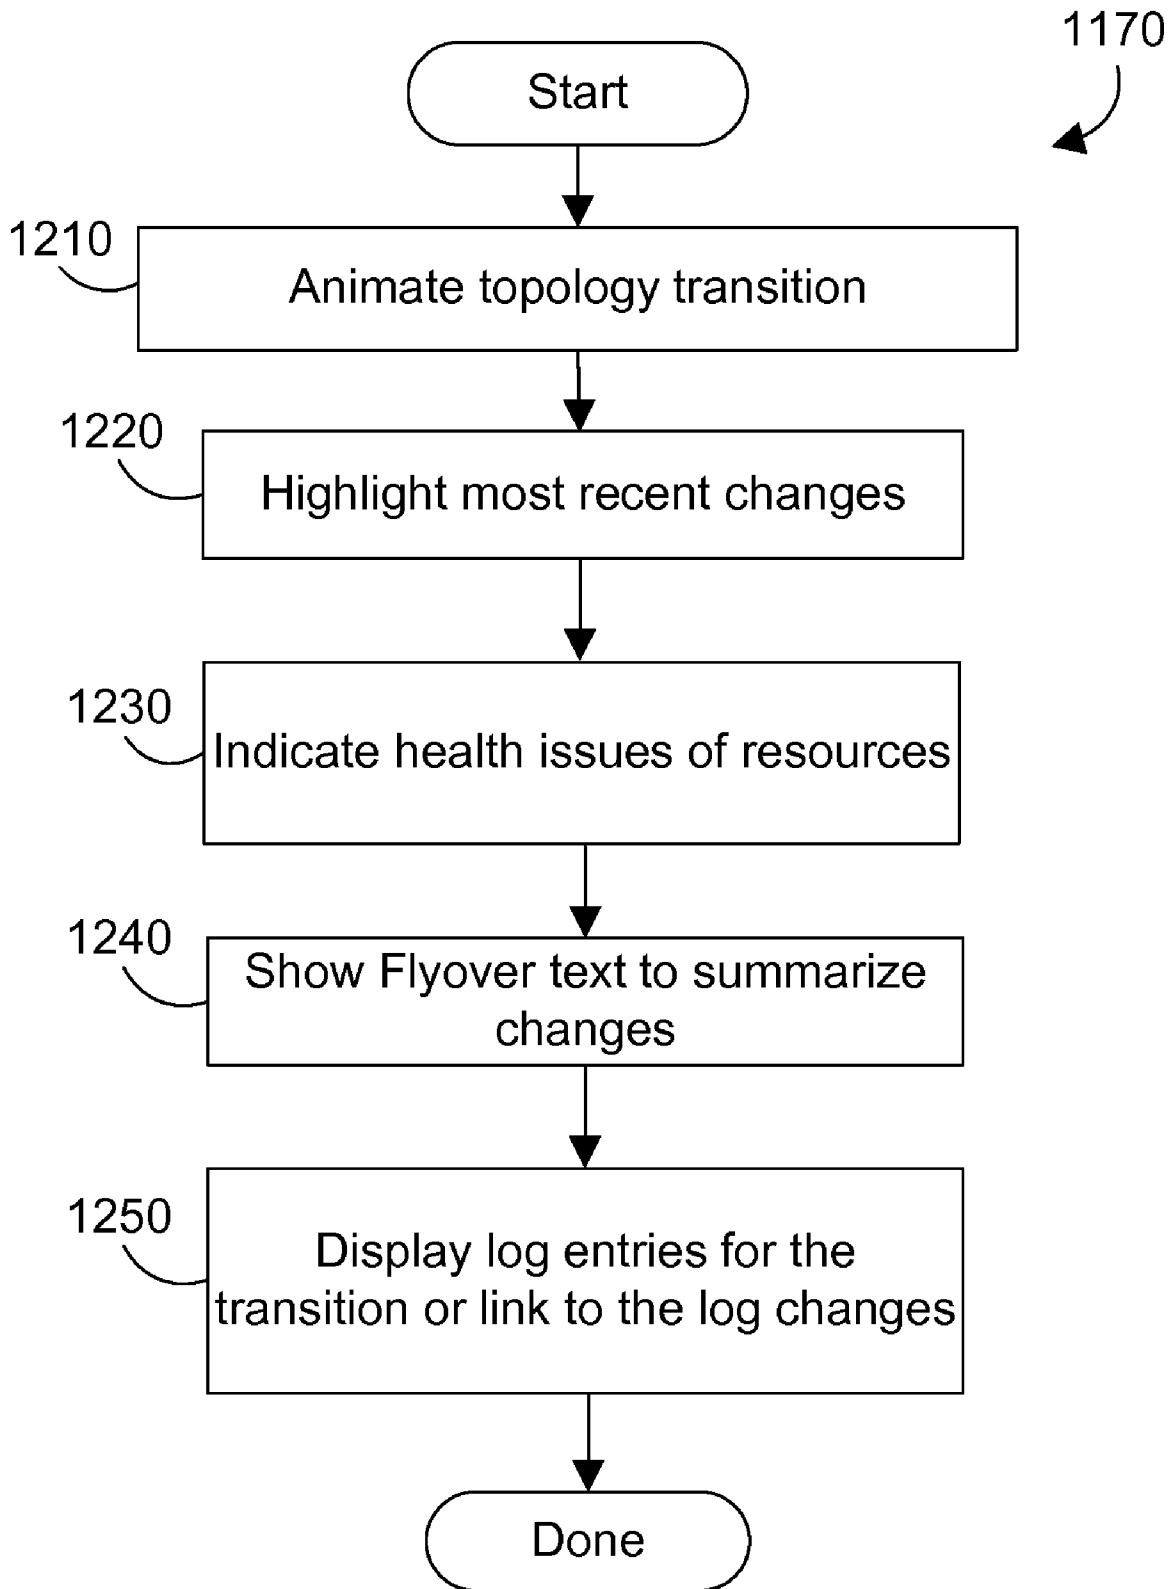 1170
Start
1210
Animate topology transition
1220
Highlight most recent changes
1230
Indicate health issues of resources
1240
Show Flyover text to summarize
changes
1250
Display log entries for the
transition or link to the log changes
Done